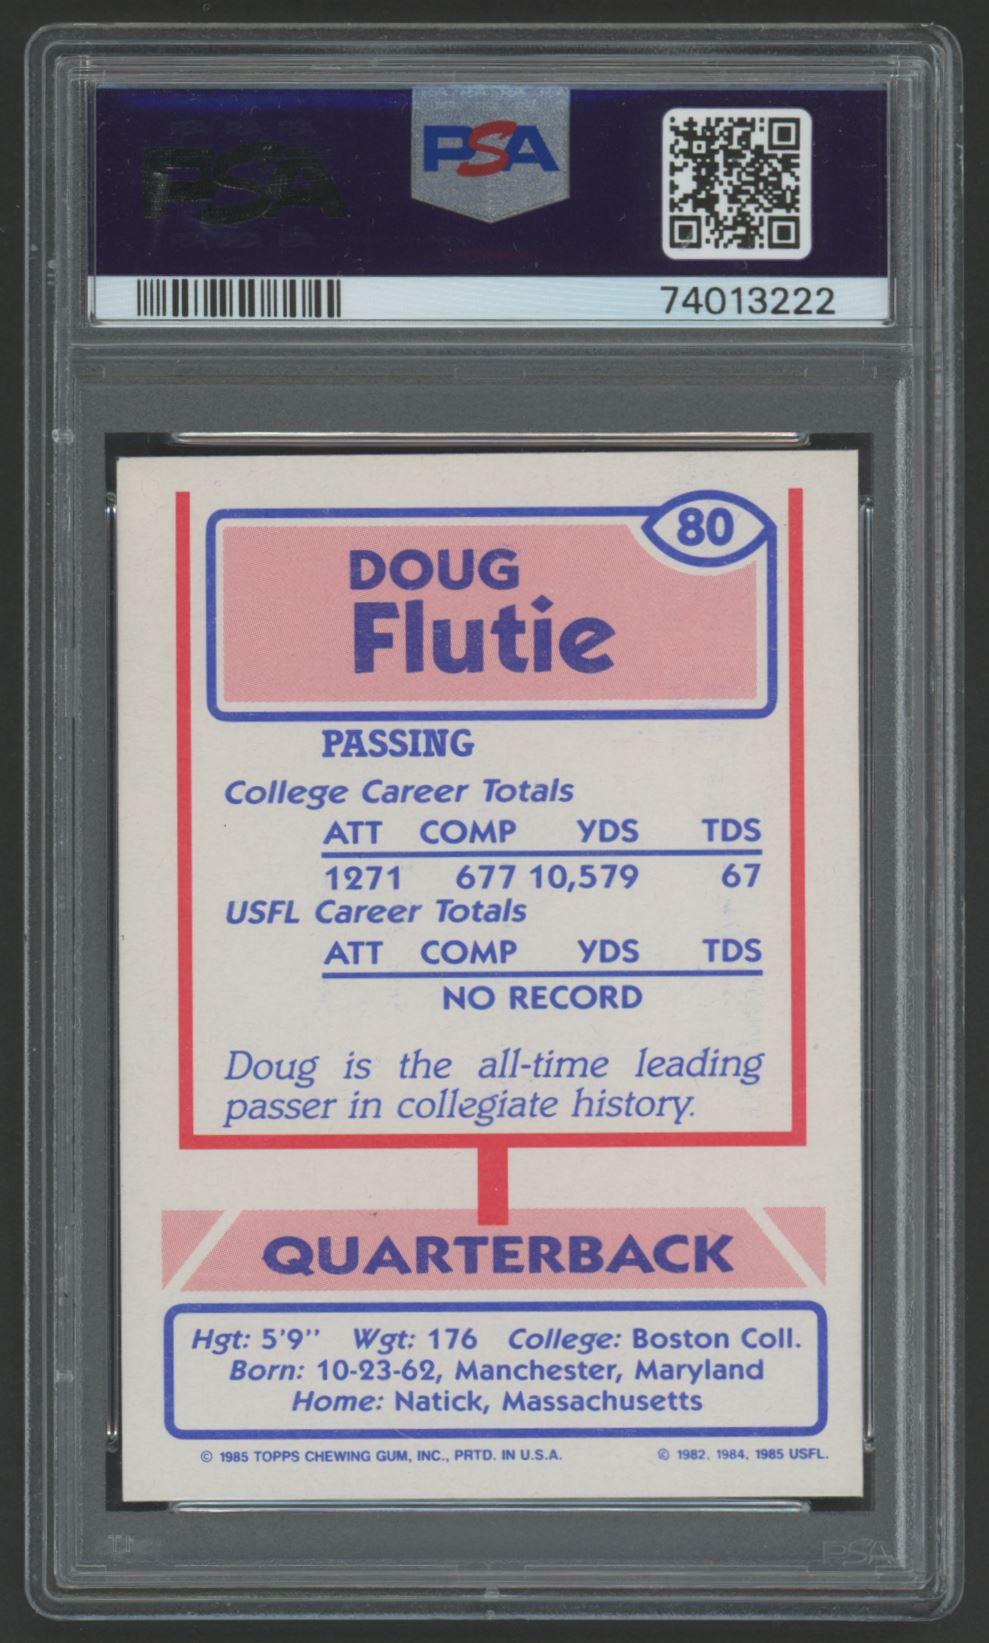 PSA
PSA
74013222
80
DOUG
Flutie
PASSING
College Career Totals
ATT COMP YDS TDS
1271 677 10,579 67
USFL Career Totals
ATT COMP YDS TDS
NO RECORD
Doug is the all-time leading
passer in collegiate history.
QUARTERBACK
Hgt: 5'9" Wgt: 176 College: Boston Coll.
Born: 10-23-62, Manchester, Maryland
Home: Natick, Massachusetts
© 1985 TOPPS CHEWING GUM, INC., PRTD. IN U.S.A. © 1982, 1984, 1985 USFL.
PSA